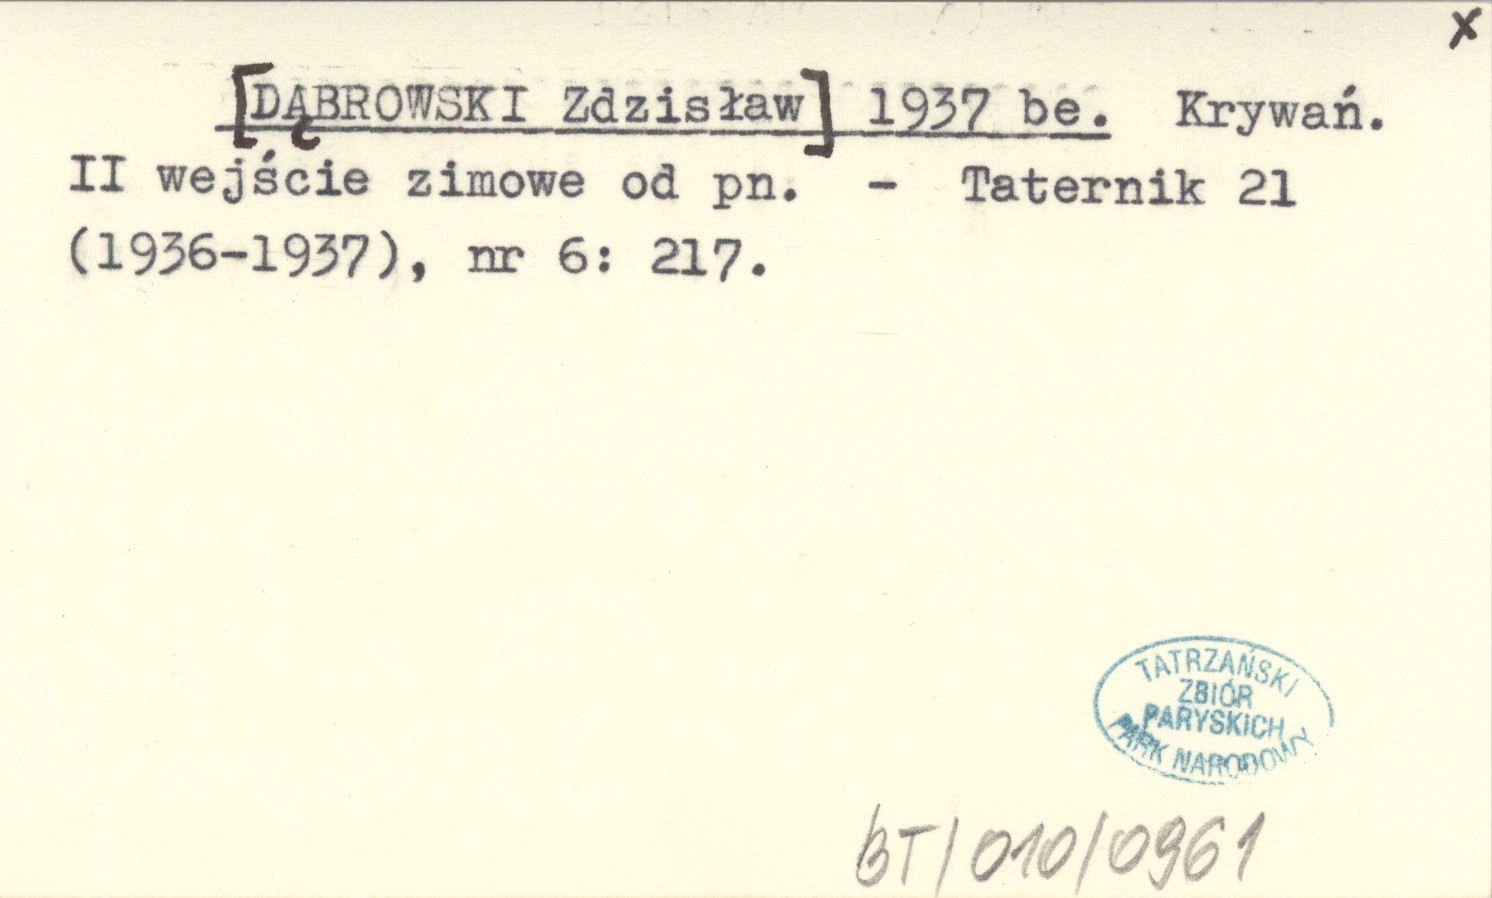 x
[DĄBROWSKI Zdzisław] 1937 be. Krywań.
II wejście zimowe od pn. - Taternik 21
(1936-1937), nr 6: 217.
TATRZAŃSKI
ZBIÓR
PARYSKICH
PARK NARODOWY
BT/010/0961